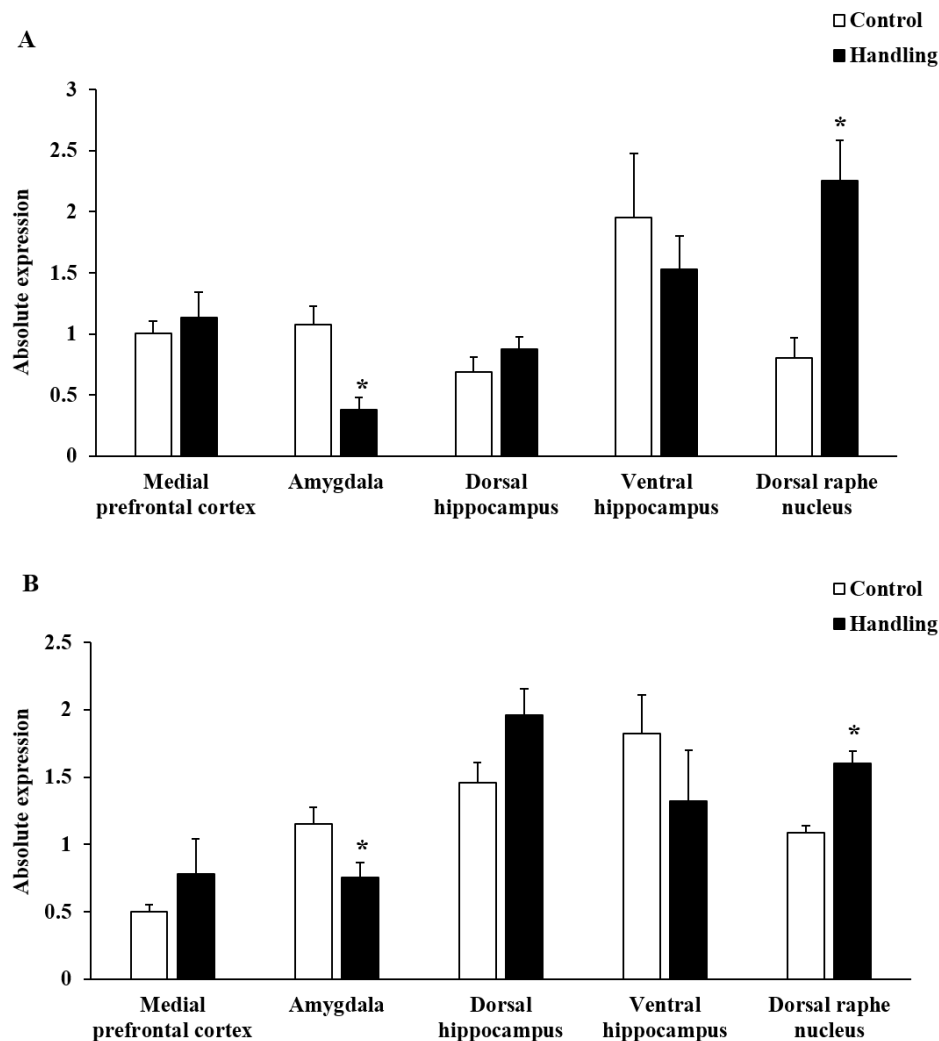 A
Control
Handling
Absolute expression
3
2.5
2
1.5
1
0.5
0
*
*
Medial
prefrontal cortex
Amygdala
Dorsal
hippocampus
Ventral
hippocampus
Dorsal raphe
nucleus
B
Control
Handling
Absolute expression
2.5
2
1.5
1
0.5
0
*
*
Medial
prefrontal cortex
Amygdala
Dorsal
hippocampus
Ventral
hippocampus
Dorsal raphe
nucleus